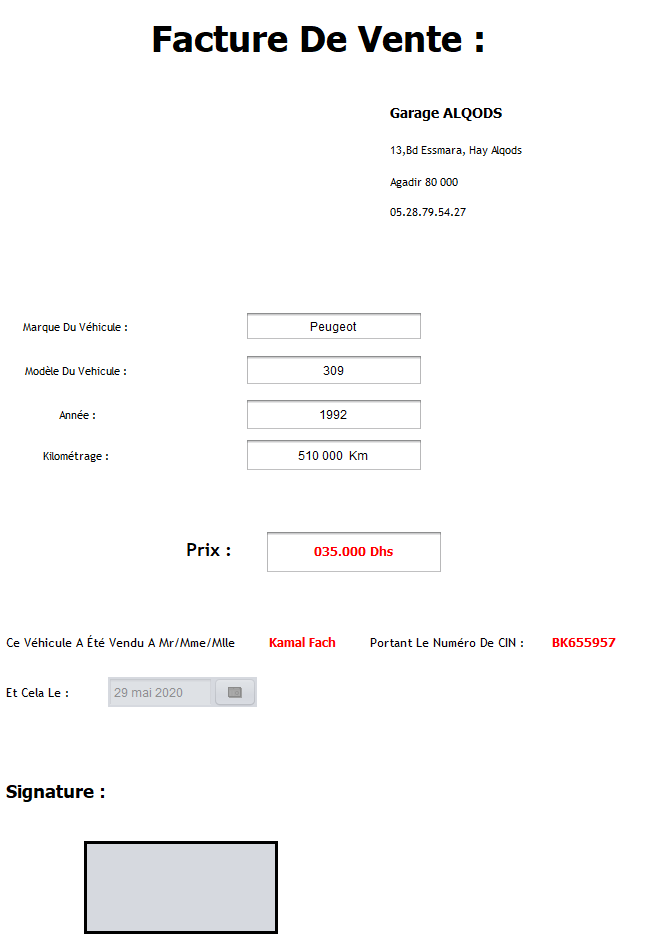 Facture De Vente :
Garage ALQODS
13,Bd Essmara, Hay Alqods
Agadir 80 000
05.28.79.54.27
Marque Du Véhicule : Peugeot
Modèle Du Vehicule : 309
Année : 1992
Kilométrage : 510 000 Km
Prix : 035.000 Dhs
Ce Véhicule A Été Vendu A Mr/Mme/Mlle Kamal Fach Portant Le Numéro De CIN : BK655957
Et Cela Le : 29 mai 2020
Signature :